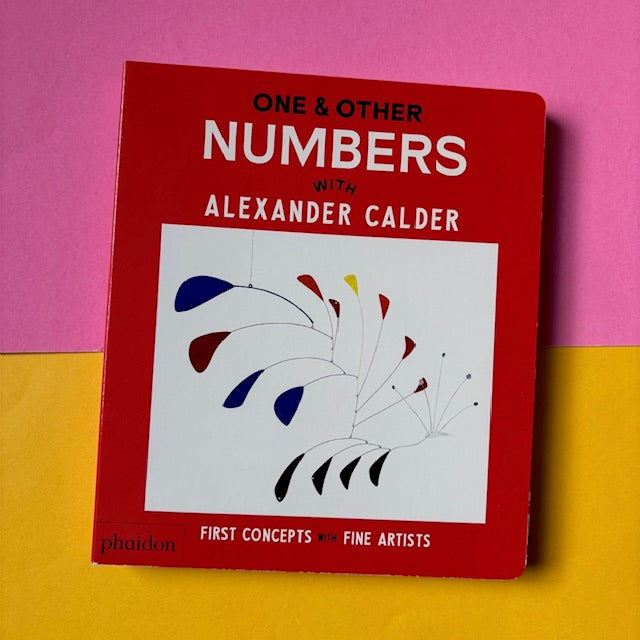 ONE & OTHER
NUMBERS
WITH
ALEXANDER CALDER
FIRST CONCEPTS WITH FINE ARTISTS
phaidon